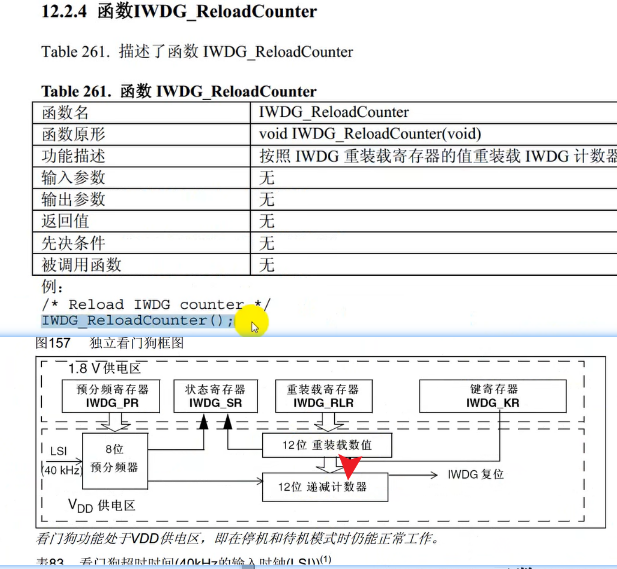 12.2.4 函数IWDG_ReloadCounter
Table 261. 描述了函数 IWDG_ReloadCounter
Table 261. 函数 IWDG_ReloadCounter
函数名 IWDG_ReloadCounter
函数原形 void IWDG_ReloadCounter(void)
功能描述 按照 IWDG 重装载寄存器的值重装载 IWDG 计数器
输入参数 无
输出参数 无
返回值 无
先决条件 无
被调用函数 无
例:
/* Reload IWDG counter */
IWDG_ReloadCounter();
图157 独立看门狗框图
1.8 V 供电区
预分频寄存器 状态寄存器 重装载寄存器 键寄存器
IWDG_PR IWDG_SR IWDG_RLR IWDG_KR
LSI
(40 kHz)
8位
预分频器
12位 重装载数值
12位 递减计数器
IWDG 复位
VDD 供电区
看门狗功能处于VDD供电区，即在停机和待机模式时仍能正常工作。
表83 看门狗超时时间(40kHz的输入时钟(LSI))(1)